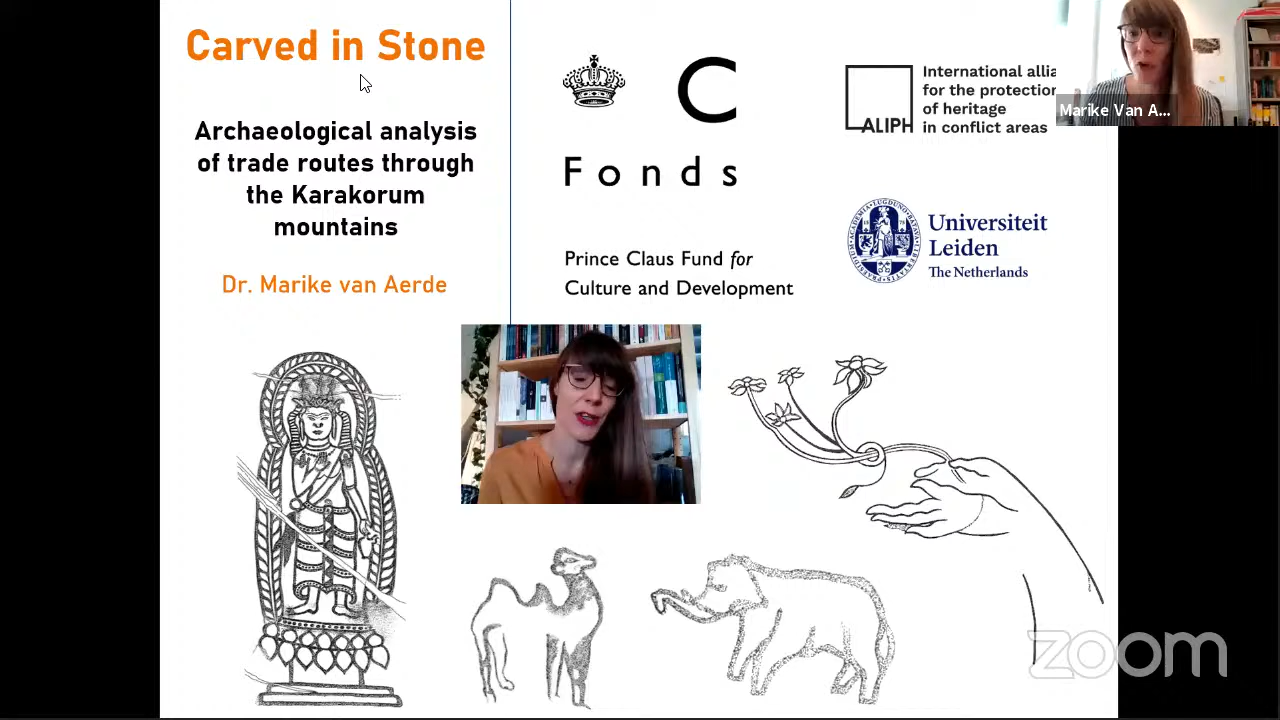 Carved in Stone
Archaeological analysis
of trade routes through
the Karakorum
mountains
Dr. Marike van Aerde
C
Fonds
Prince Claus Fund for
Culture and Development
ALIPH
International allia
for the protection
of heritage
in conflict areas
Universiteit
Leiden
The Netherlands
Marike Van A...
zoom